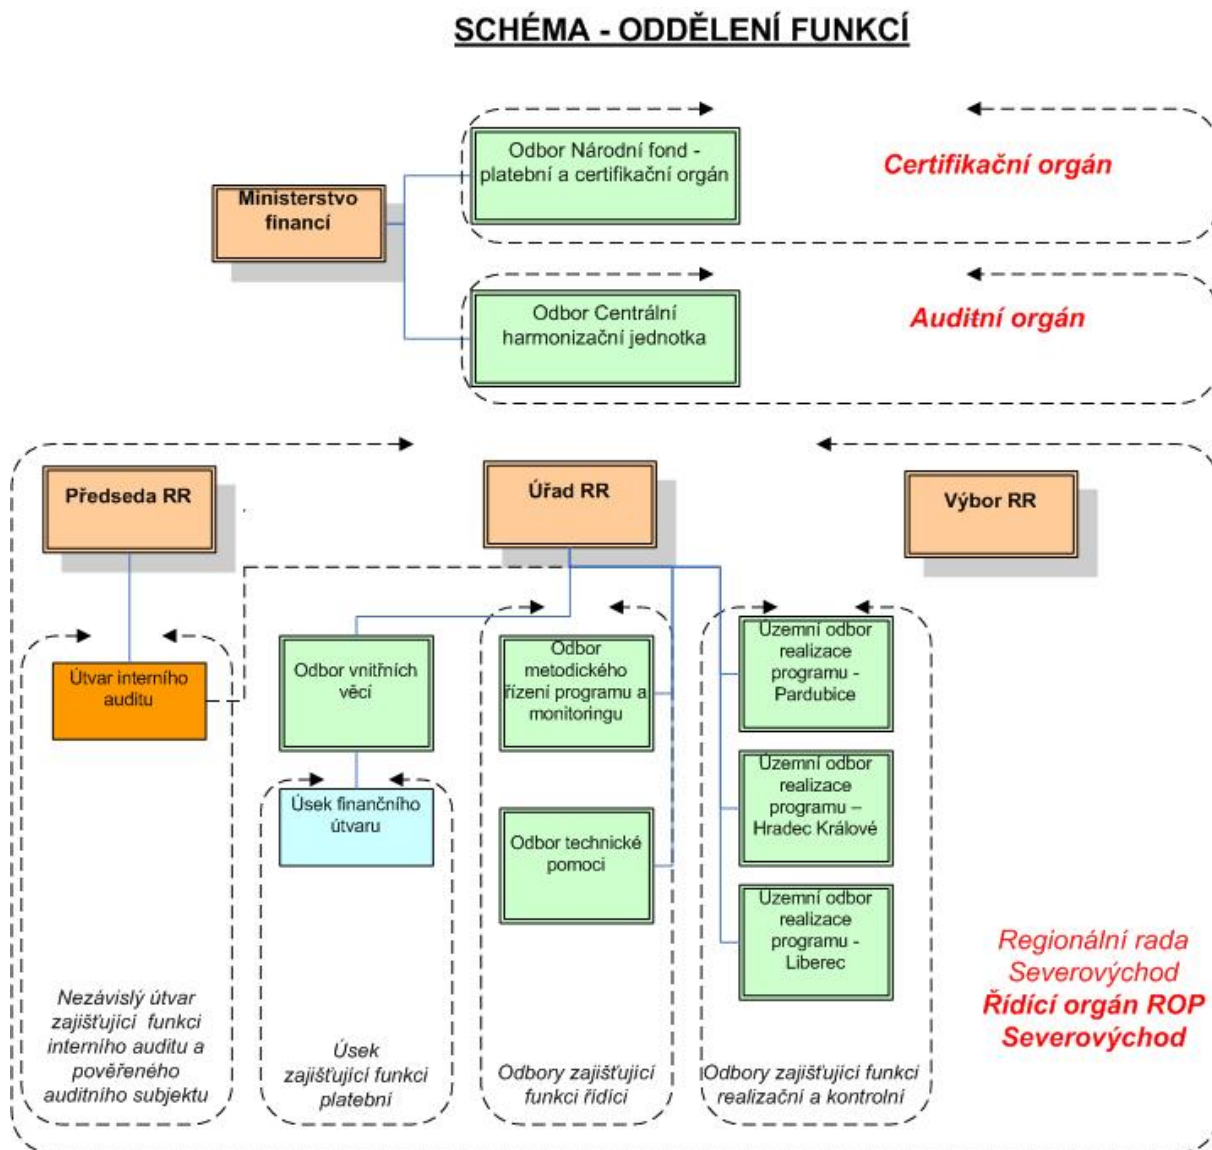 SCHÉMA - ODDĚLENÍ FUNKCÍ
Odbor Národní fond -
platební a certifikační orgán
Certifikační orgán
Ministerstvo
financí
Odbor Centrální
harmonizační jednotka
Auditní orgán
Předseda RR
Úřad RR
Výbor RR
Útvar interního
auditu
Odbor vnitřních
věcí
Odbor
metodického
řízení programu a
monitoringu
Územní odbor
realizace
programu -
Pardubice
Úsek finančního
útvaru
Územní odbor
realizace
programu –
Hradec Králové
Odbor technické
pomoci
Územní odbor
realizace
programu -
Liberec
Nezávislý útvar
zajišťující funkci
interního auditu a
pověřeného
auditního subjektu
Úsek
zajišťující funkci
platební
Odbory zajišťující
funkci řídíci
Odbory zajišťující funkci
realizační a kontrolní
Regionální rada
Severovýchod
Řídící orgán ROP
Severovýchod